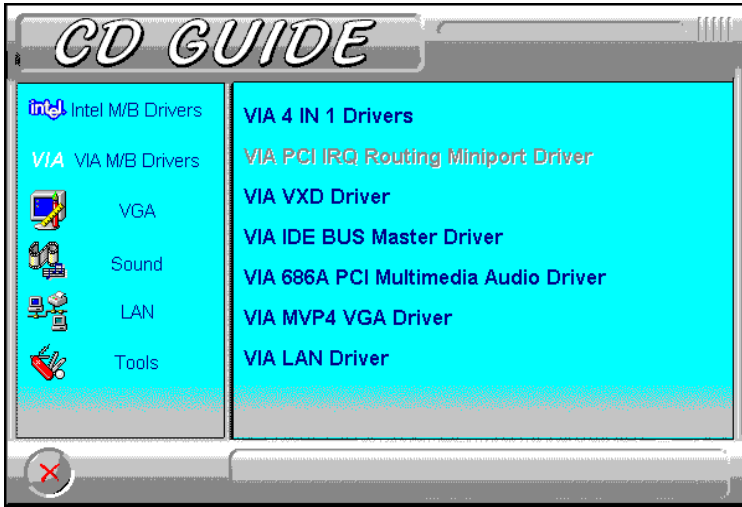 CD GUIDE
intel Intel M/B Drivers
VIA VIA M/B Drivers
VGA
Sound
LAN
Tools
VIA 4 IN 1 Drivers
VIA PCI IRQ Routing Miniport Driver
VIA VXD Driver
VIA IDE BUS Master Driver
VIA 686A PCI Multimedia Audio Driver
VIA MVP4 VGA Driver
VIA LAN Driver